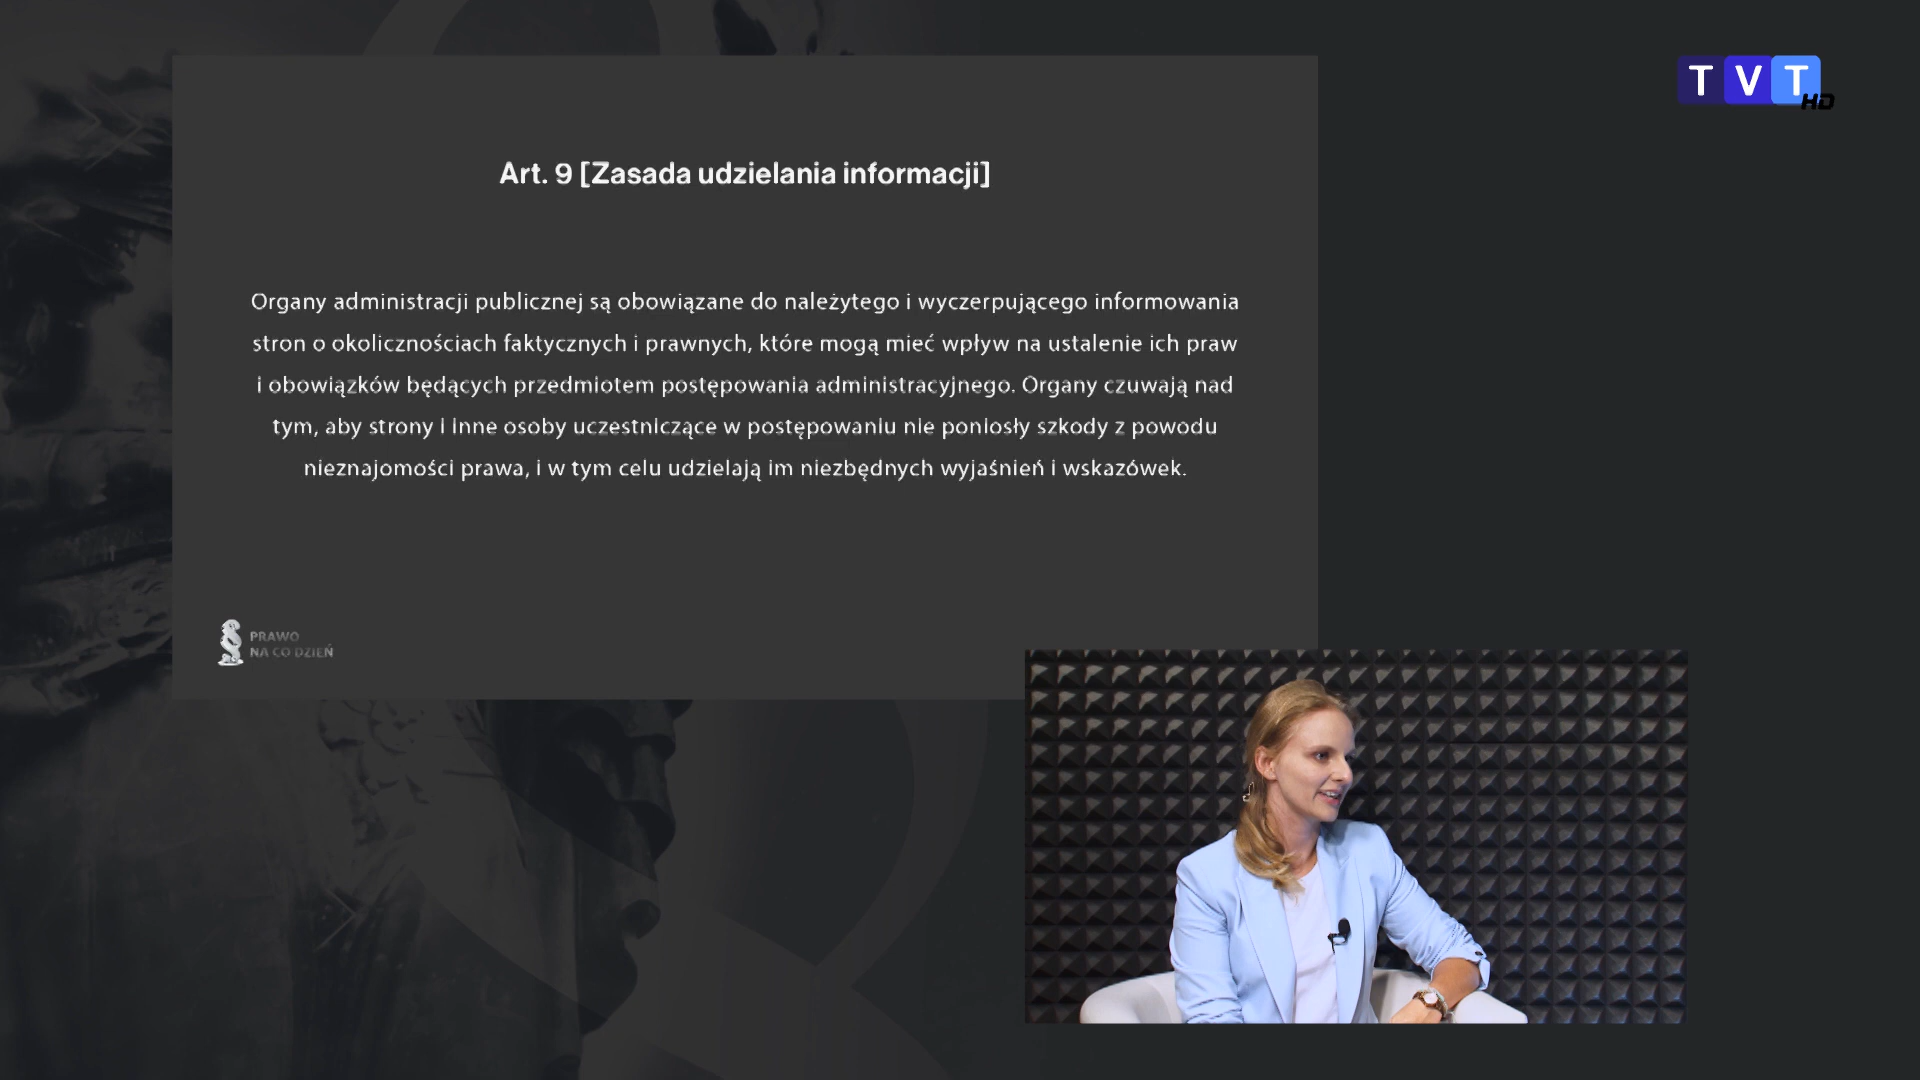 TVT
HD
Art. 9 [Zasada udzielania informacji]
Organy administracji publicznej są obowiązane do należytego i wyczerpującego informowania
stron o okolicznościach faktycznych i prawnych, które mogą mieć wpływ na ustalenie ich praw
i obowiązków będących przedmiotem postępowania administracyjnego. Organy czuwają nad
tym, aby strony i inne osoby uczestniczące w postępowaniu nie poniosły szkody z powodu
nieznajomości prawa, i w tym celu udzielają im niezbędnych wyjaśnień i wskazówek.
PRAWO
NA CO DZIEŃ